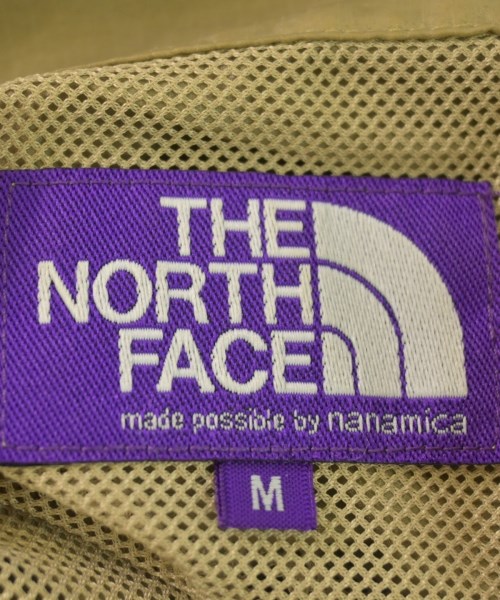 THE
NORTH
FACE
made possible by nanamica
M